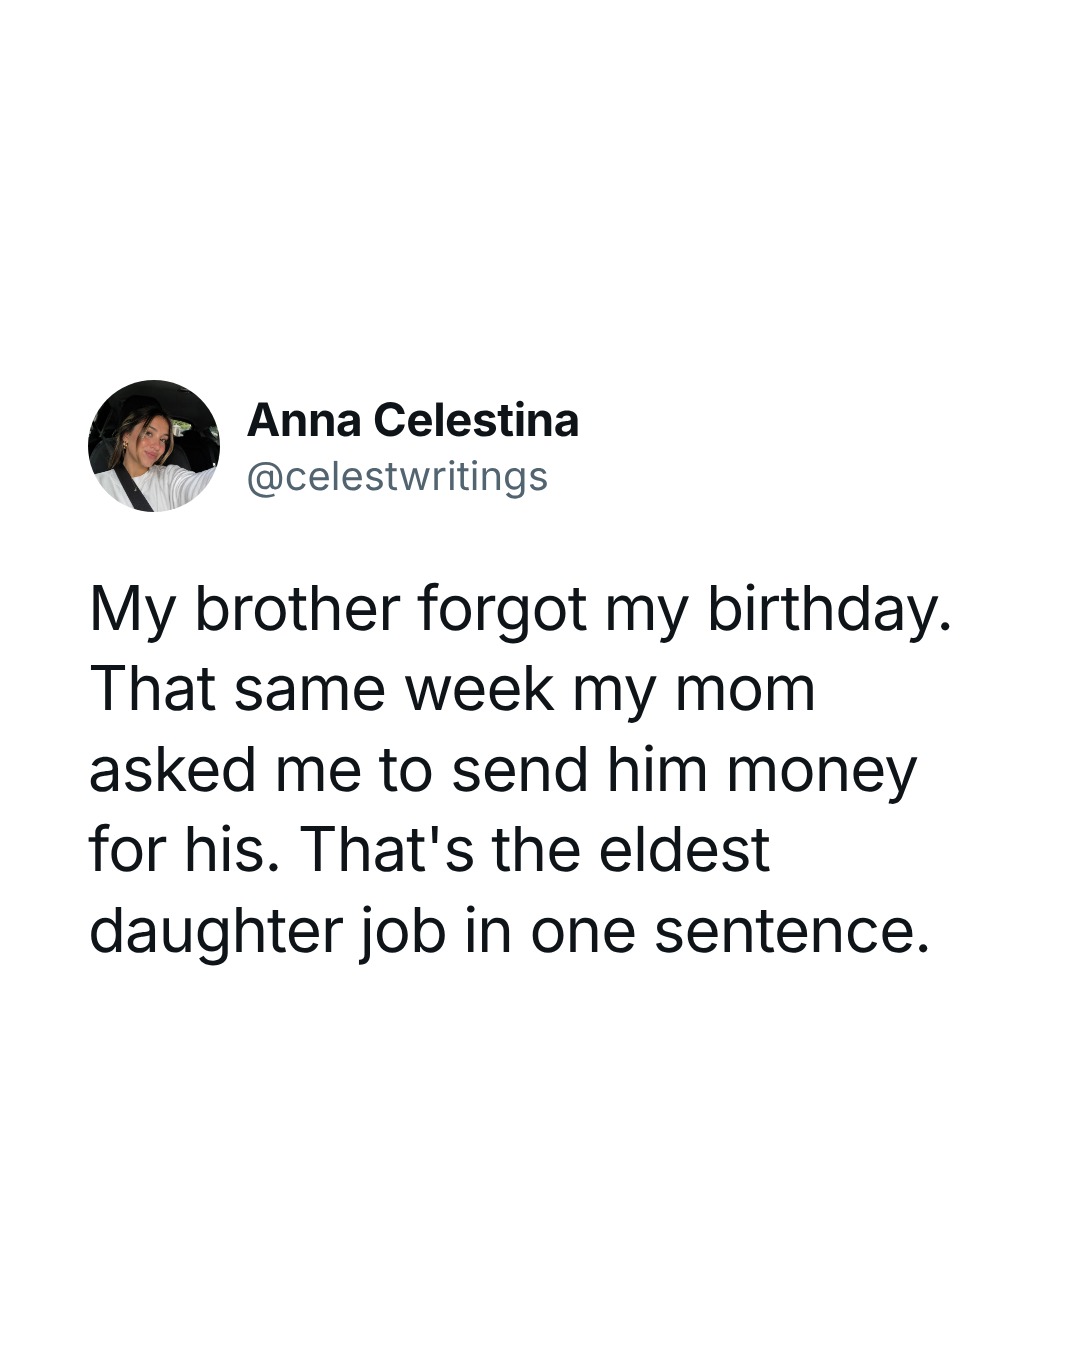 Anna Celestina
@celestwritings
My brother forgot my birthday.
That same week my mom
asked me to send him money
for his. That's the eldest
daughter job in one sentence.